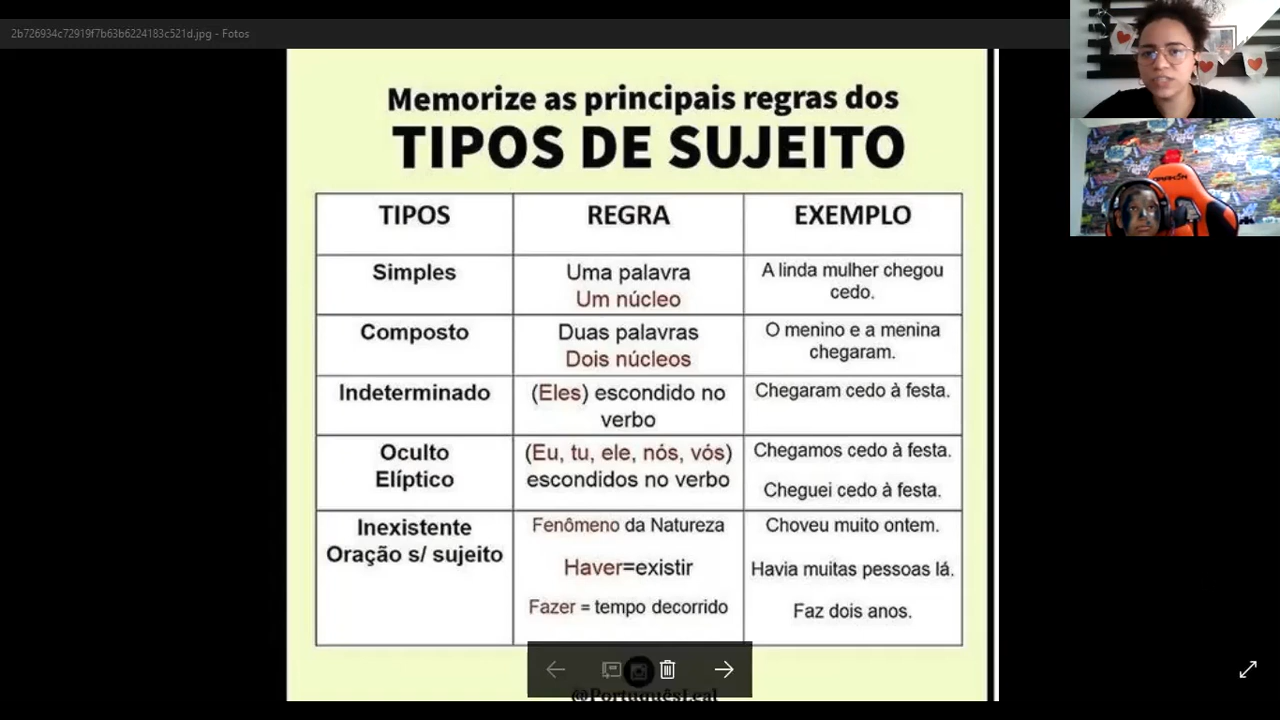 2b726934c72919f7b63b6224183c521d.jpg - Fotos
Memorize as principais regras dos
TIPOS DE SUJEITO
TIPOS
REGRA
EXEMPLO
Simples
Uma palavra
Um núcleo
A linda mulher chegou
cedo.
Composto
Duas palavras
Dois núcleos
O menino e a menina
chegaram.
Indeterminado
(Eles) escondido no
verbo
Chegaram cedo à festa.
Oculto
Elíptico
(Eu, tu, ele, nós, vós)
escondidos no verbo
Chegamos cedo à festa.
Cheguei cedo à festa.
Inexistente
Oração s/ sujeito
Fenômeno da Natureza
Haver=existir
Fazer = tempo decorrido
Choveu muito ontem.
Havia muitas pessoas lá.
Faz dois anos.
@PortuguêsLeal